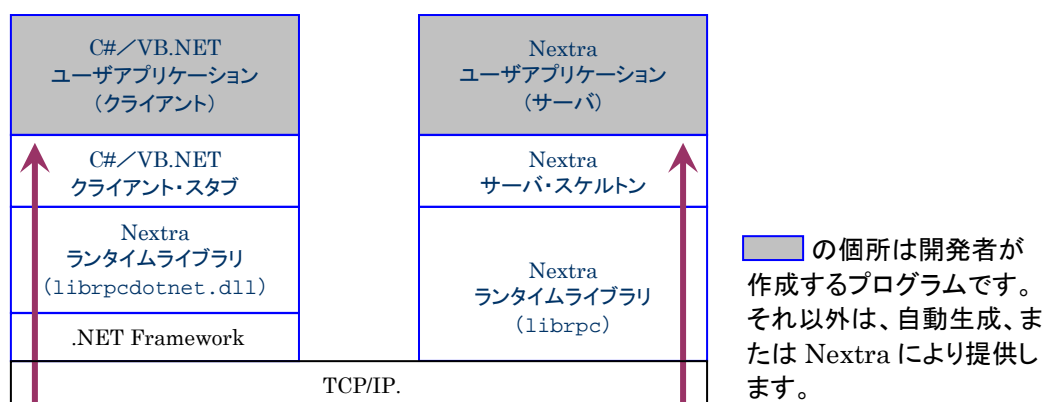 C#／VB.NET
ユーザアプリケーション
（クライアント）
C#／VB.NET
クライアント・スタブ
Nextra
ランタイムライブラリ
(librpcdotnet.dll)
.NET Framework
Nextra
ユーザアプリケーション
（サーバ）
Nextra
サーバ・スケルトン
Nextra
ランタイムライブラリ
(librpc)
TCP/IP.
の個所は開発者が
作成するプログラムです。
それ以外は、自動生成、ま
たは Nextra により提供し
ます。